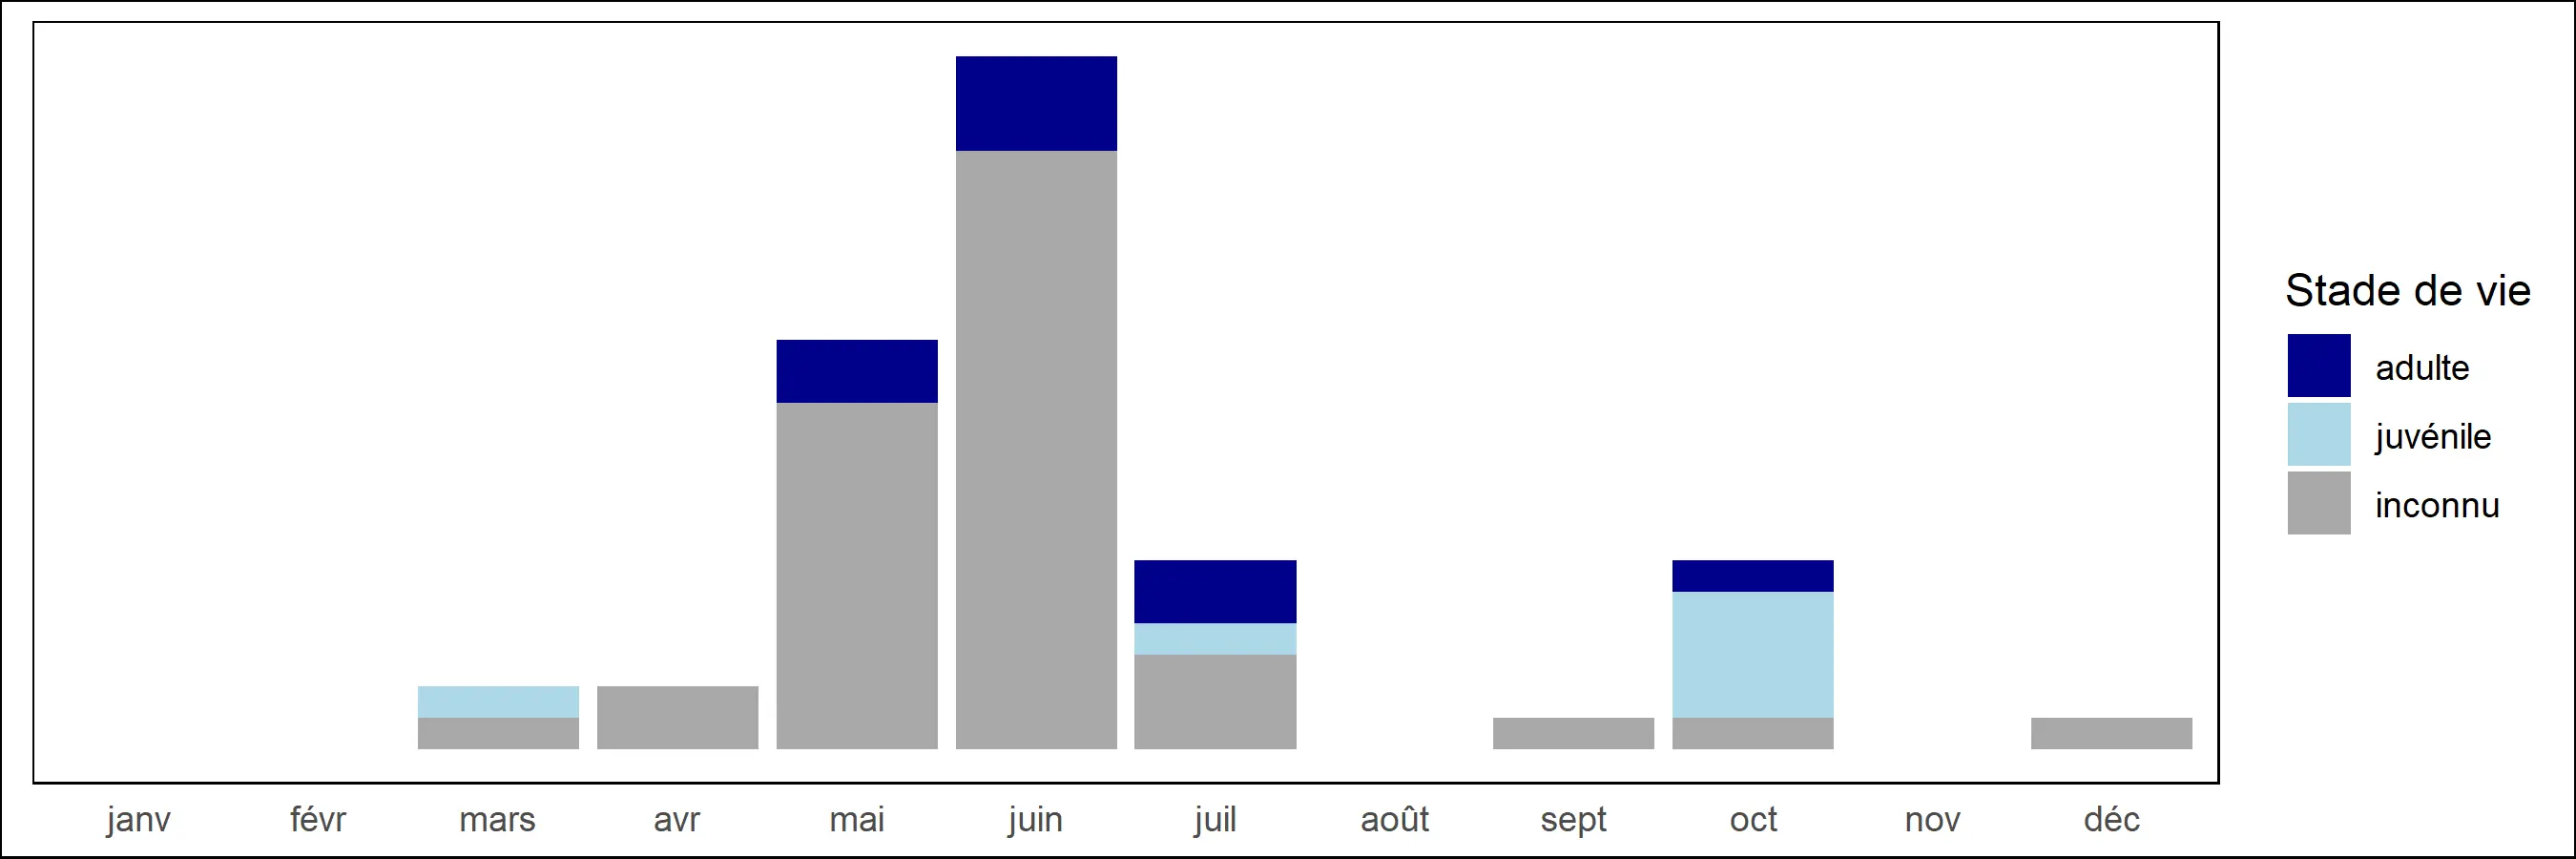 Stade de vie
adulte
juvénile
inconnu
janv févr mars avr mai juin juil août sept oct nov déc